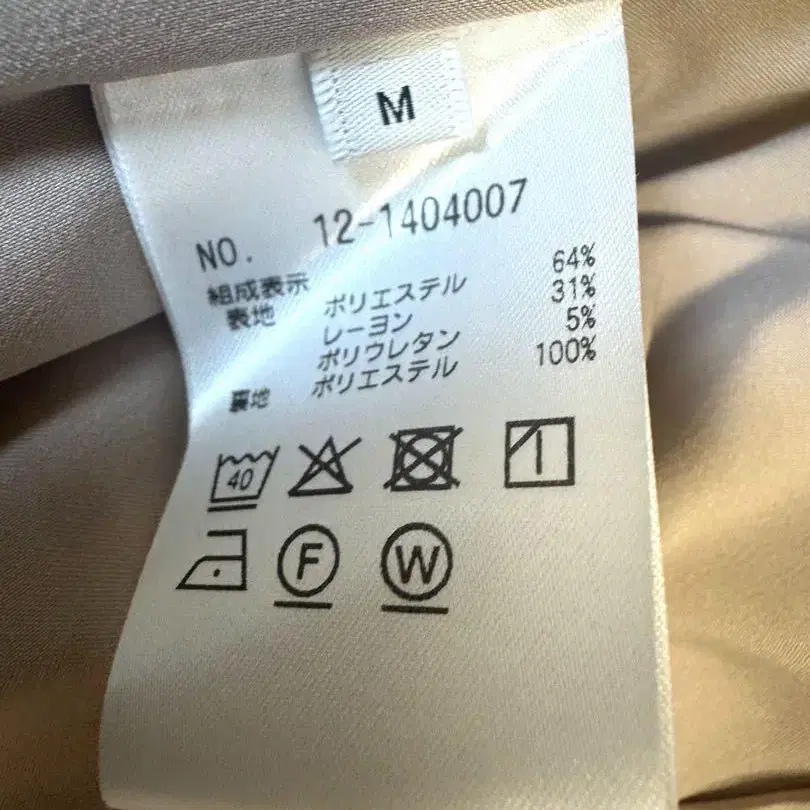 M
NO. 12-1404007
組成表示
表地 ポリエステル 64%
レーヨン 31%
ポリウレタン 5%
裏地 ポリエステル 100%
40
F W